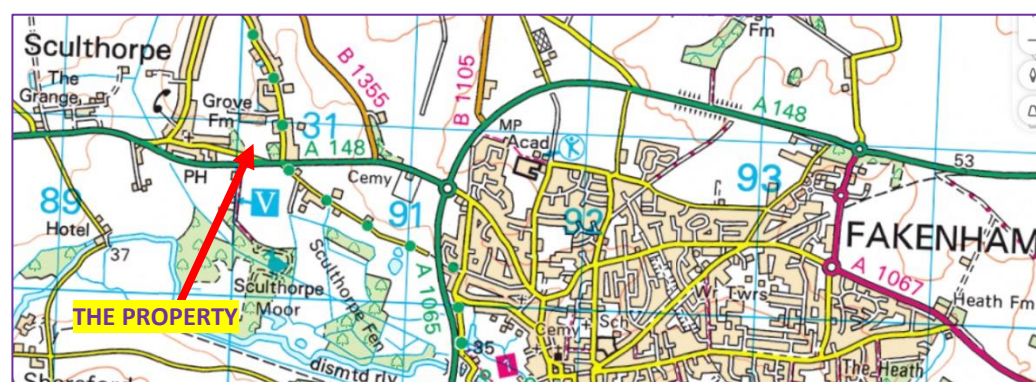 Fm
Sculthorpe
The
Grange
Grove
Fm
31
B 1355
B 1105
MP
Acad
A 148
A 148
53
PH
Cemy
V
89
91
92
93
Hotel
37
FAKENHAM
A 1067
Sculthorpe
Moor
Sculthorpe Fen
A 1065
THE PROPERTY
Wr Twrs
Heath Fm
Cemy
Sch
35
The Heath
dismtd rly